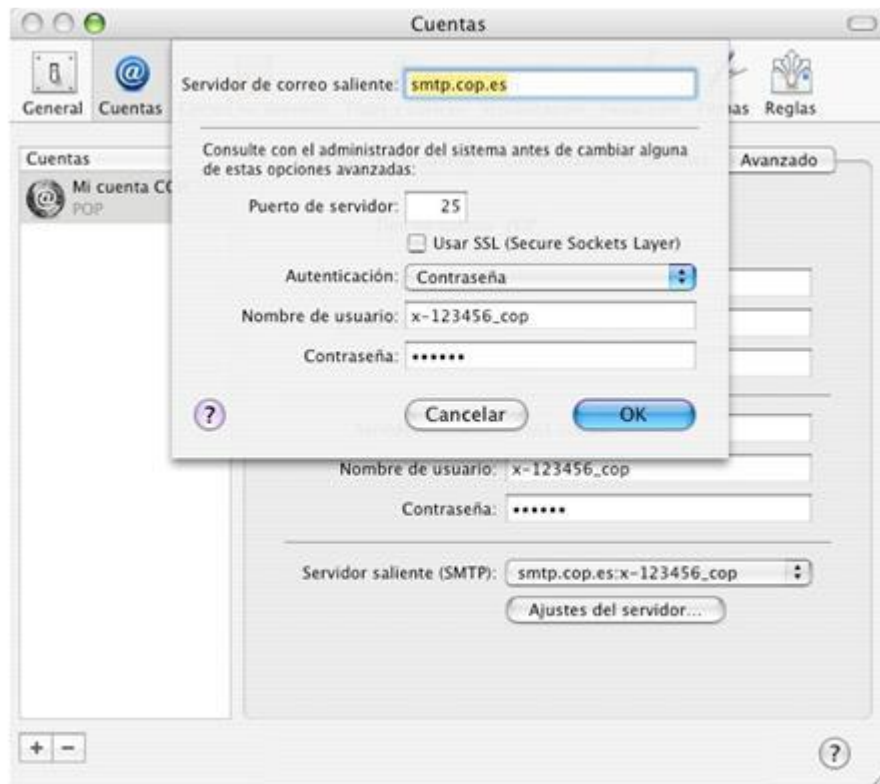 Cuentas
General
Cuentas
Reglas
Servidor de correo saliente: smtp.cop.es
Consulte con el administrador del sistema antes de cambiar alguna
de estas opciones avanzadas:
Cuentas
Avanzado
Mi cuenta CO
POP
Puerto de servidor: 25
Usar SSL (Secure Sockets Layer)
Autenticación: Contraseña
Nombre de usuario: x-123456_cop
Contraseña: ••••••
? Cancelar OK
Nombre de usuario: x-123456_cop
Contraseña: ••••••
Servidor saliente (SMTP): smtp.cop.es:x-123456_cop
Ajustes del servidor...
+ − ?